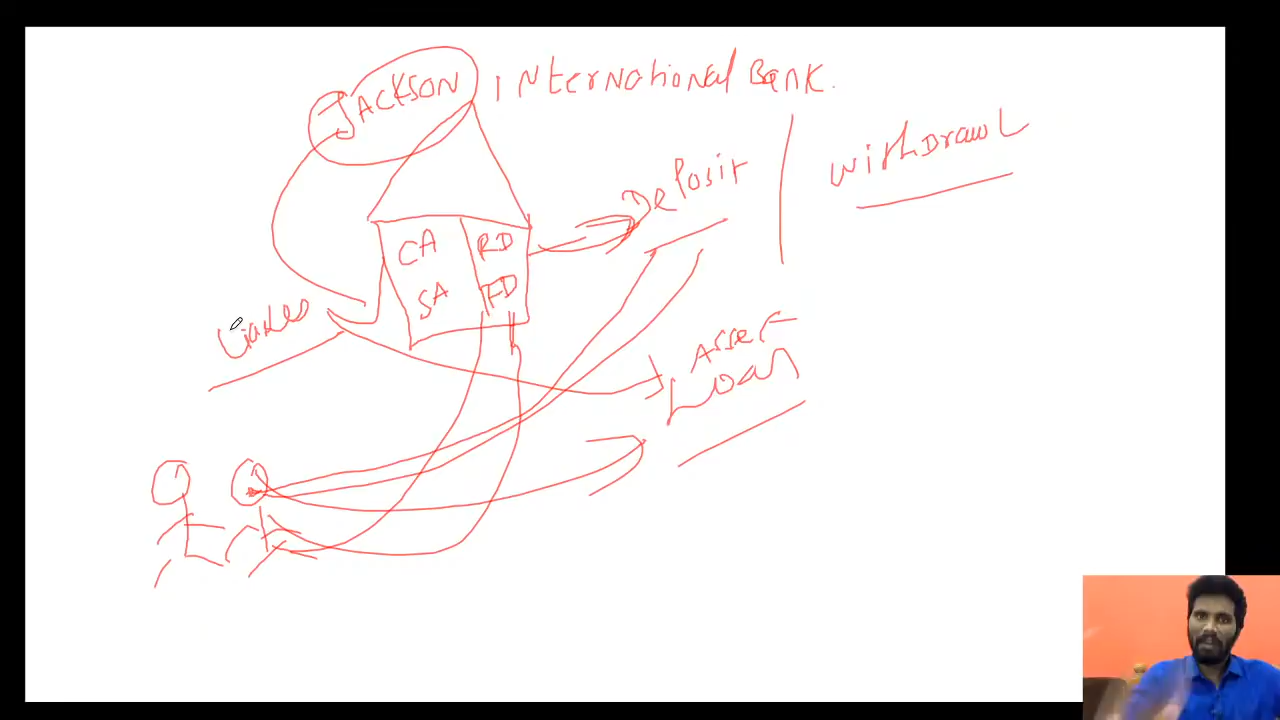 JACKSON INternationaL Bank.
Deposit
withDrawL
CA RD
SA FD
Asset
Loan